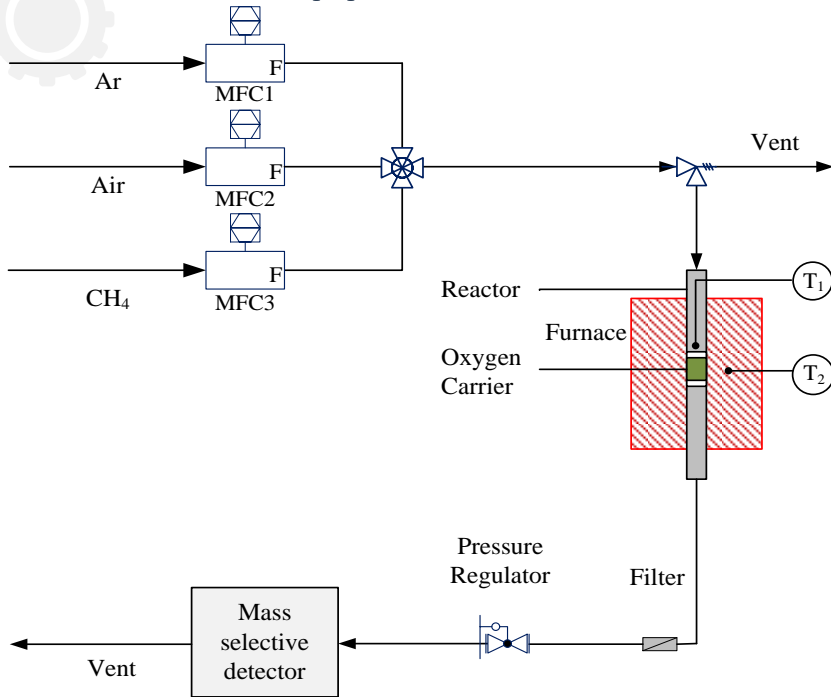 Ar
F
MFC1
Air
F
MFC2
CH₄
F
MFC3
Vent
Reactor
T₁
Furnace
Oxygen
Carrier
T₂
Pressure
Regulator
Filter
Mass
selective
detector
Vent